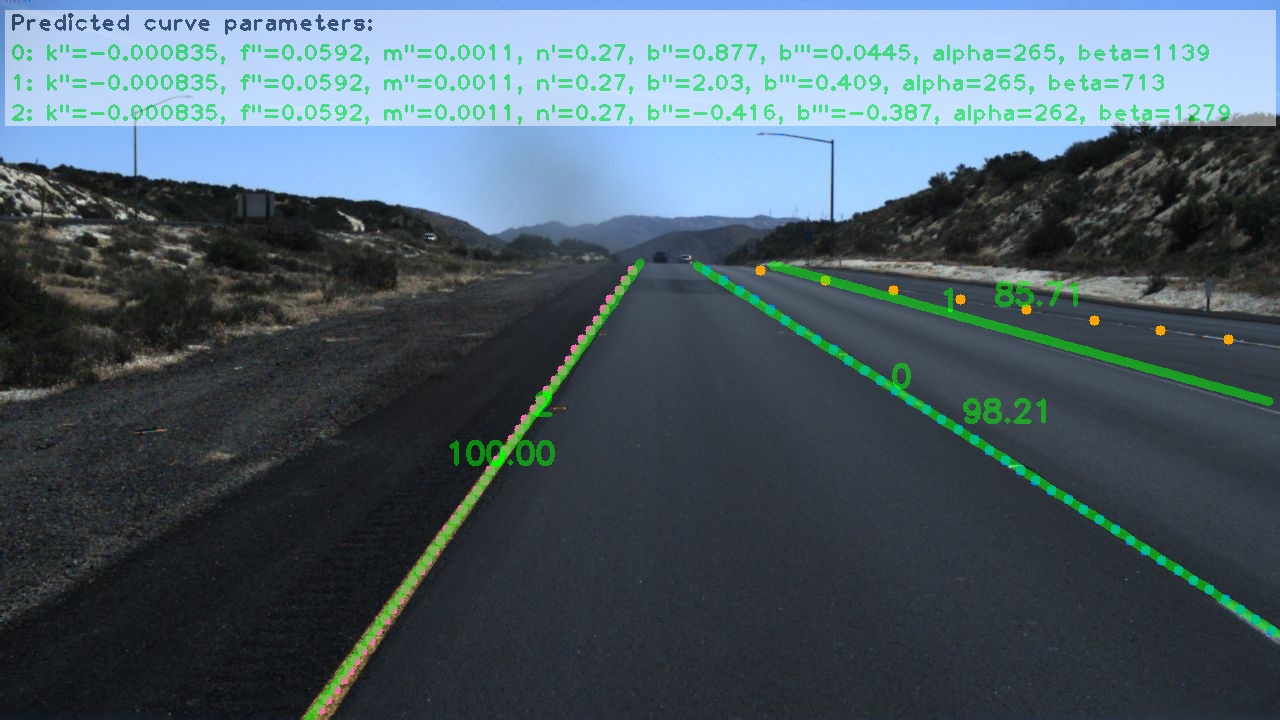 Predicted curve parameters:
0: k''=-0.000835, f''=0.0592, m''=0.0011, n'=0.27, b''=0.877, b'''=0.0445, alpha=265, beta=1139
1: k''=-0.000835, f''=0.0592, m''=0.0011, n'=0.27, b''=2.03, b'''=0.409, alpha=265, beta=713
2: k''=-0.000835, f''=0.0592, m''=0.0011, n'=0.27, b''=-0.416, b'''=-0.387, alpha=262, beta=1279
1 85.71
0
98.21
2
100.00